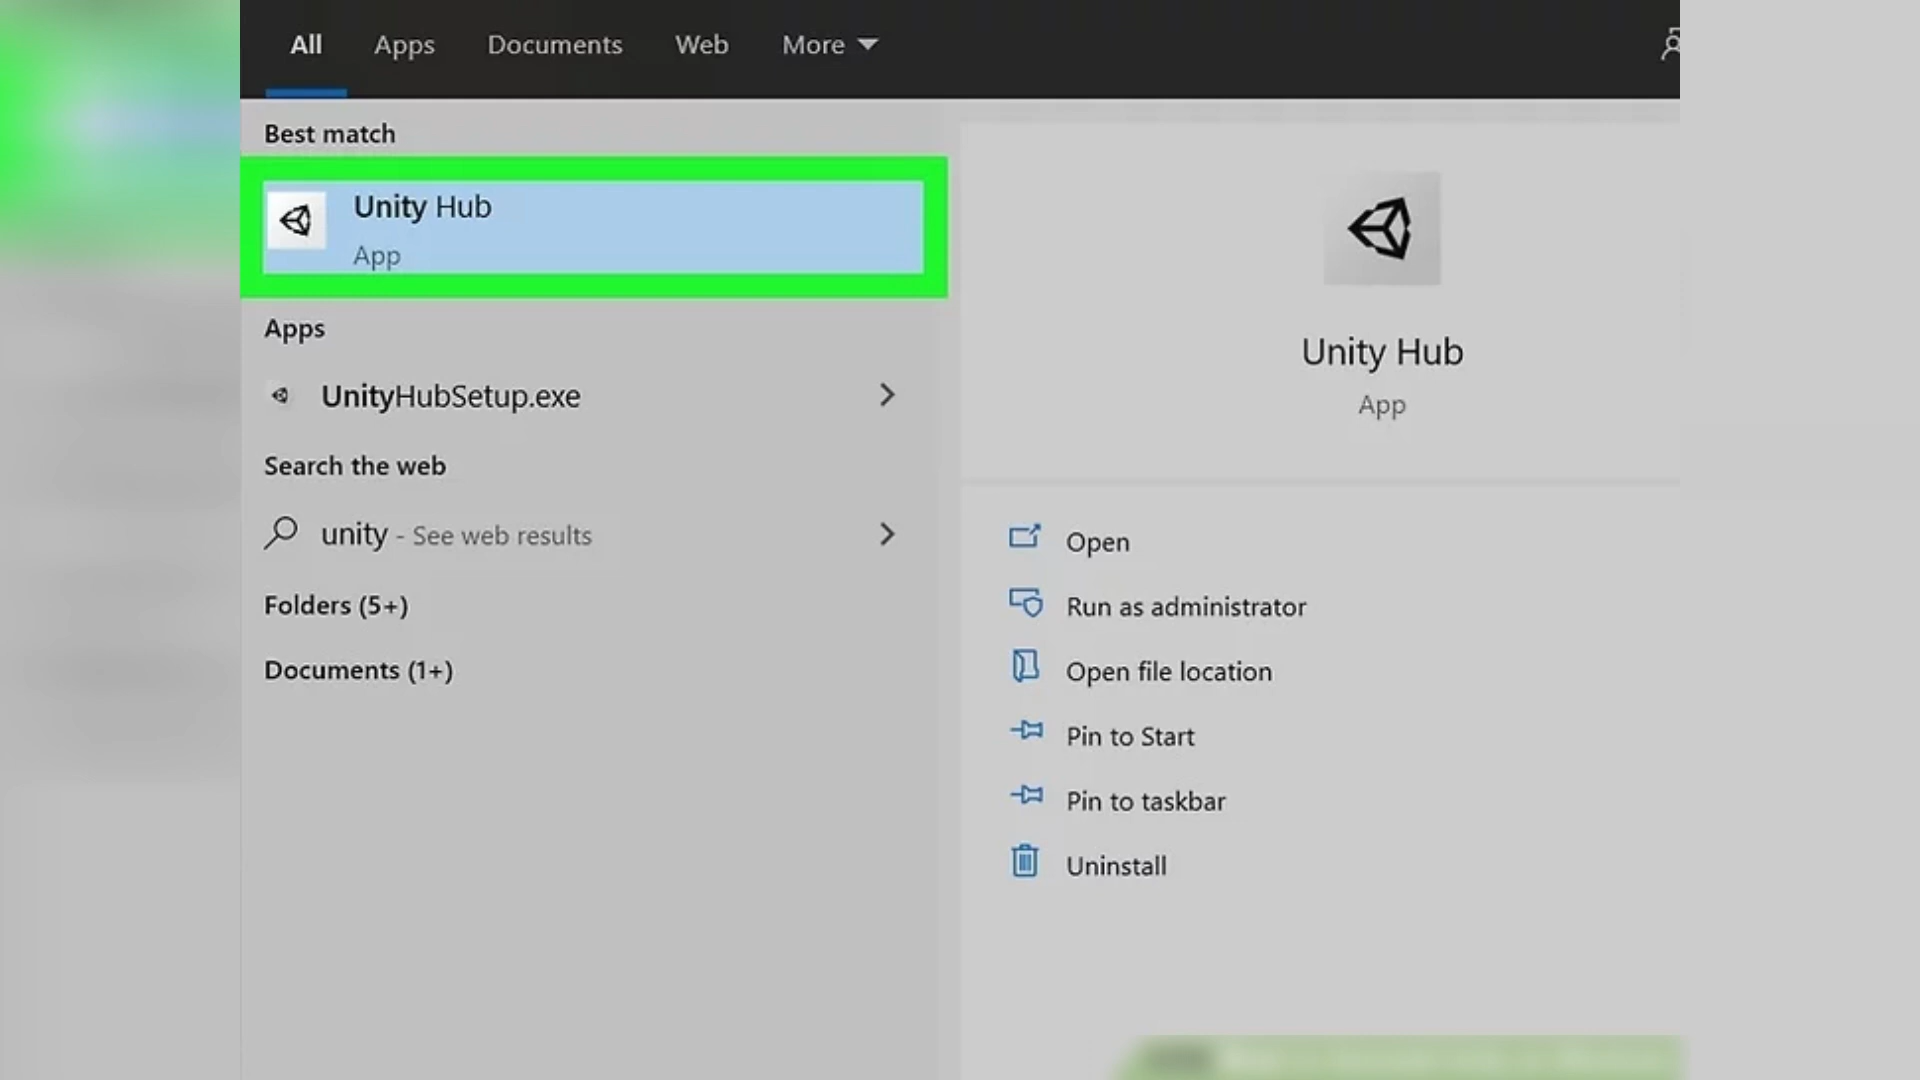 All Apps Documents Web More
Best match
Unity Hub
App
Apps
UnityHubSetup.exe
Search the web
unity - See web results
Folders (5+)
Documents (1+)
Unity Hub
App
Open
Run as administrator
Open file location
Pin to Start
Pin to taskbar
Uninstall